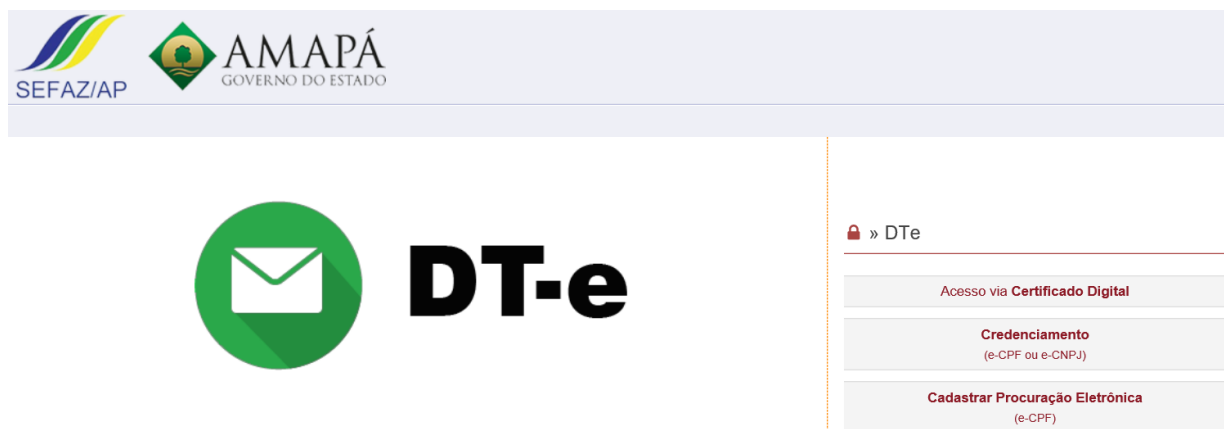 SEFAZ/AP
AMAPÁ
GOVERNO DO ESTADO
DT-e
» DTe
Acesso via Certificado Digital
Credenciamento
(e-CPF ou e-CNPJ)
Cadastrar Procuração Eletrônica
(e-CPF)